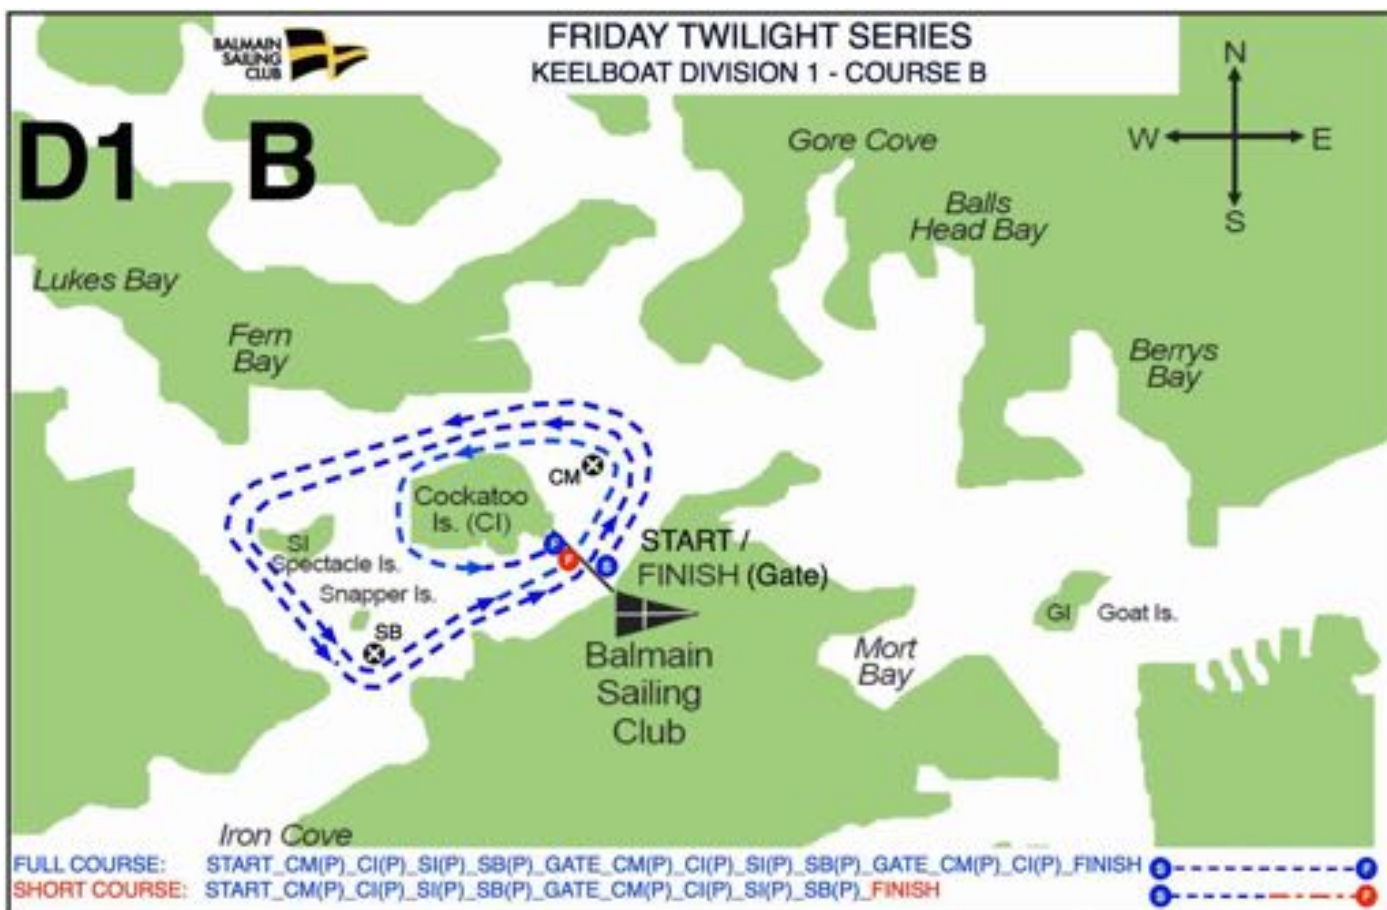 BALMAIN
SAILING
CLUB
FRIDAY TWILIGHT SERIES
KEELBOAT DIVISION 1 - COURSE B
N
W
E
S
D1 B
Gore Cove
Balls
Head Bay
Lukes Bay
Fern
Bay
Berrys
Bay
CM
Cockatoo
Is. (CI)
SI
Spectacle Is.
Snapper Is.
SB
F
F
S
START /
FINISH (Gate)
Balmain
Sailing
Club
GI
Goat Is.
Mort
Bay
Iron Cove
FULL COURSE: START_CM(P)_CI(P)_SI(P)_SB(P)_GATE_CM(P)_CI(P)_SI(P)_SB(P)_GATE_CM(P)_CI(P)_FINISH S F
SHORT COURSE: START_CM(P)_CI(P)_SI(P)_SB(P)_GATE_CM(P)_CI(P)_SI(P)_SB(P)_FINISH S F